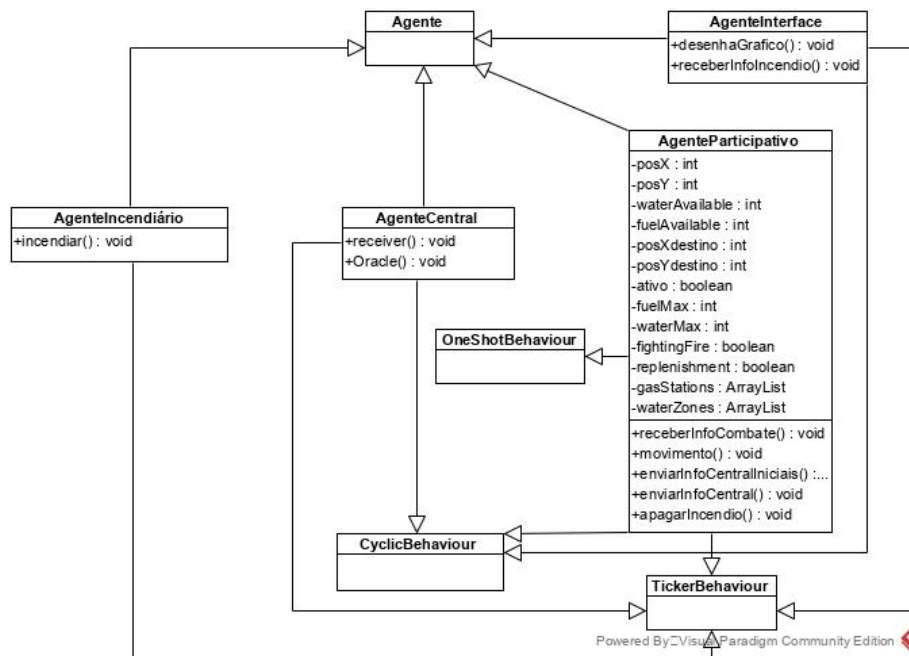 Agente
AgenteInterface
+desenhaGrafico() : void
+receberInfoIncendio() : void
AgenteParticipativo
-posX : int
-posY : int
-waterAvailable : int
-fuelAvailable : int
-posXdestino : int
-posYdestino : int
-ativo : boolean
-fuelMax : int
-waterMax : int
-fightingFire : boolean
-replenishment : boolean
-gasStations : ArrayList
-waterZones : ArrayList
+receberInfoCombate() : void
+movimento() : void
+enviarInfoCentralIniciais() :...
+enviarInfoCentral() : void
+apagarIncendio() : void
AgenteIncendiário
+incendiar() : void
AgenteCentral
+receiver() : void
+Oracle() : void
OneShotBehaviour
CyclicBehaviour
TickerBehaviour
Powered By Visual Paradigm Community Edition